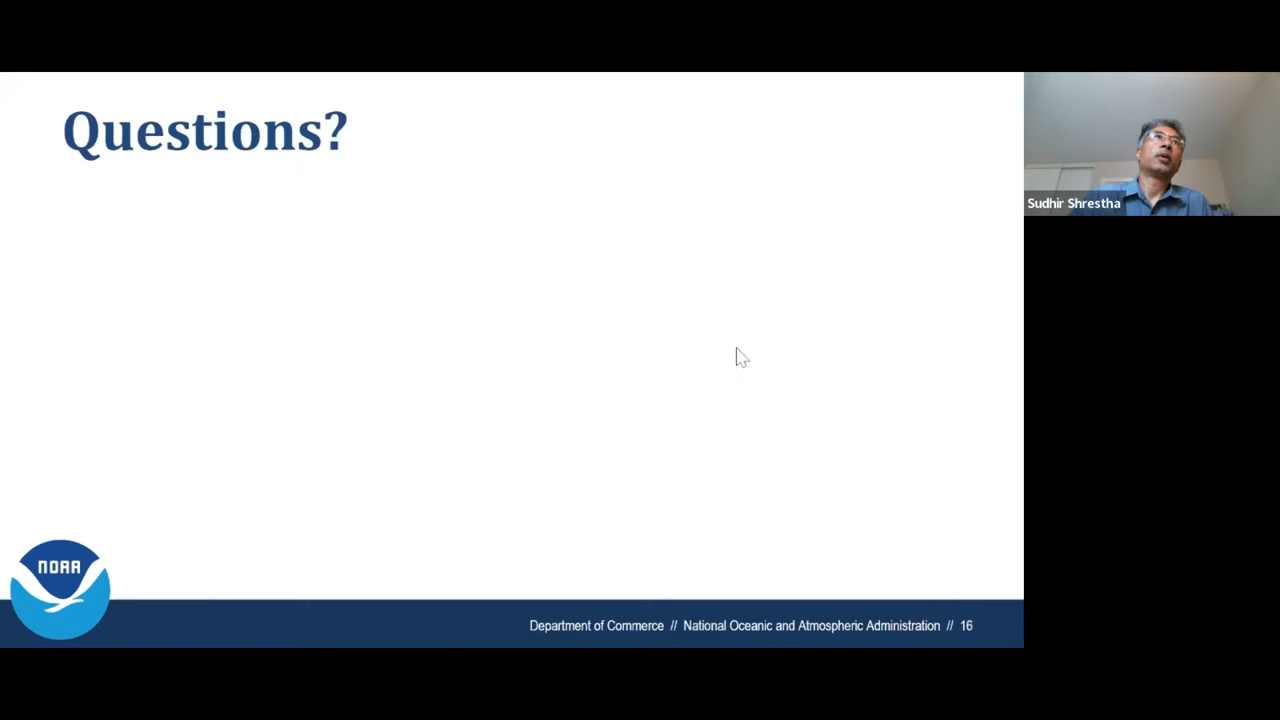 Questions?
Sudhir Shrestha
NOAA
Department of Commerce // National Oceanic and Atmospheric Administration // 16